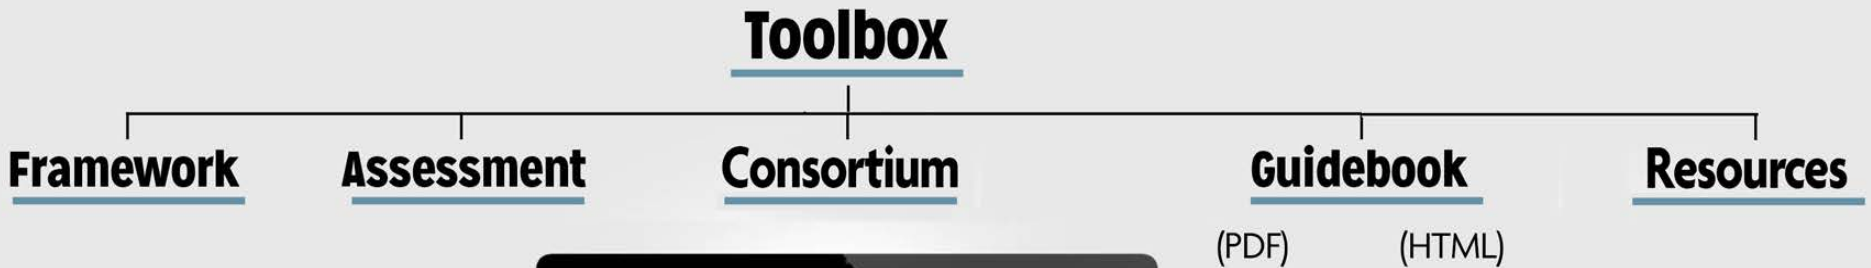 Toolbox
Framework Assessment Consortium Guidebook Resources
(PDF) (HTML)